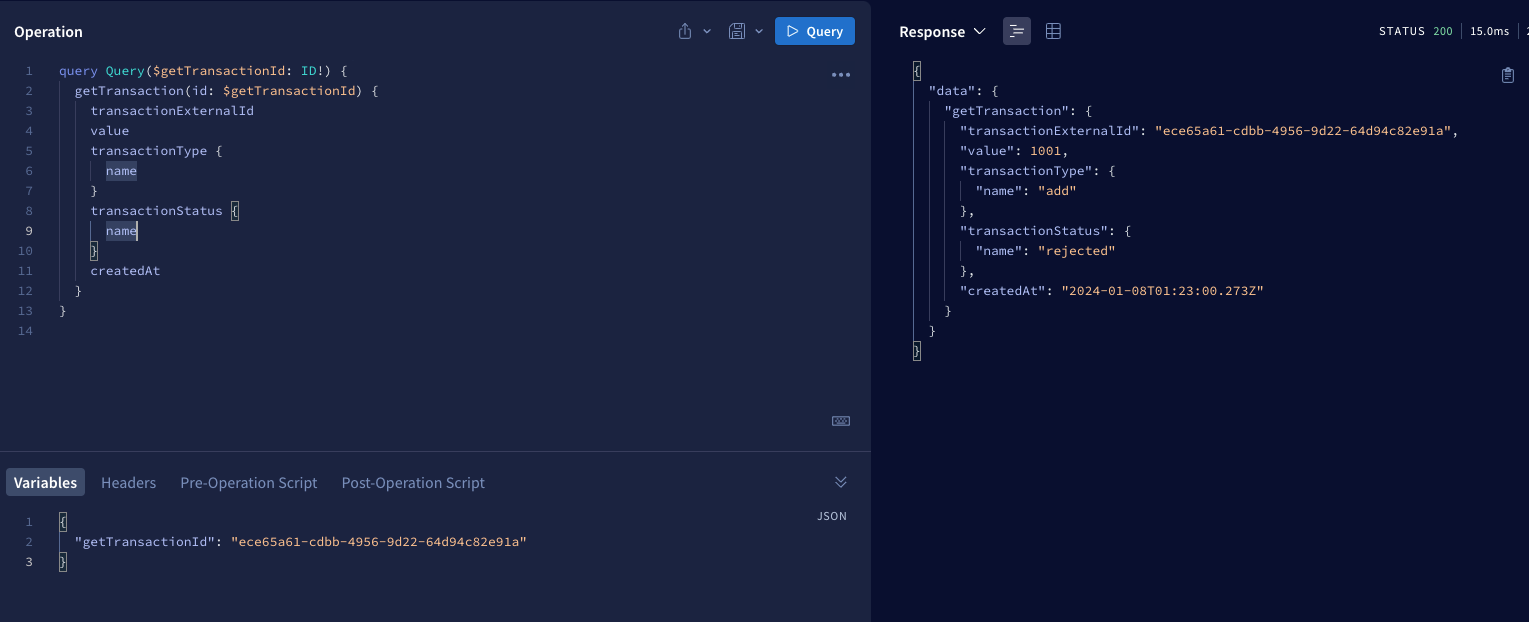 Operation
Query
1 query Query($getTransactionId: ID!) {
2 getTransaction(id: $getTransactionId) {
3 transactionExternalId
4 value
5 transactionType {
6 name
7 }
8 transactionStatus {
9 name
10 }
11 createdAt
12 }
13 }
14
Variables Headers Pre-Operation Script Post-Operation Script
JSON
1 {
2 "getTransactionId": "ece65a61-cdbb-4956-9d22-64d94c82e91a"
3 }
Response STATUS 200 15.0ms
{
"data": {
"getTransaction": {
"transactionExternalId": "ece65a61-cdbb-4956-9d22-64d94c82e91a",
"value": 1001,
"transactionType": {
"name": "add"
},
"transactionStatus": {
"name": "rejected"
},
"createdAt": "2024-01-08T01:23:00.273Z"
}
}
}